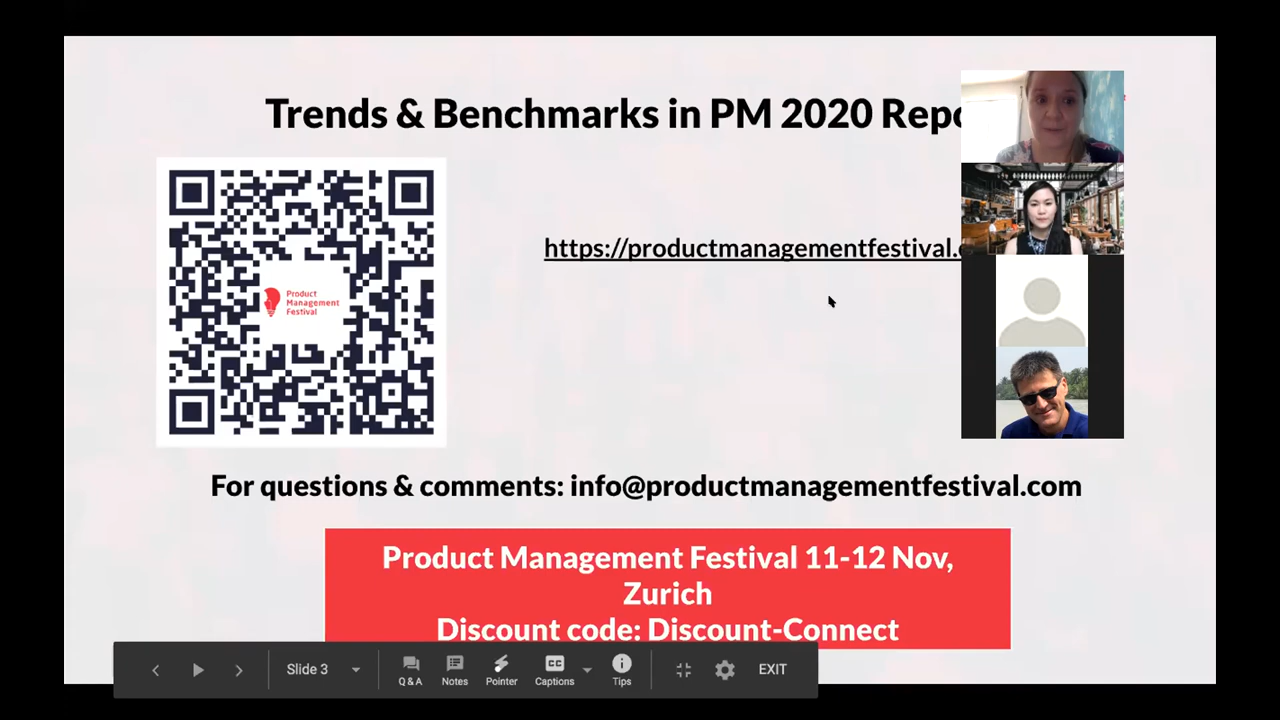 Trends & Benchmarks in PM 2020 Repo
https://productmanagementfestival.
Product
Management
Festival
For questions & comments: info@productmanagementfestival.com
Product Management Festival 11-12 Nov,
Zurich
Discount code: Discount-Connect
Slide 3
Q & A
Notes
Pointer
CC
Captions
Tips
EXIT